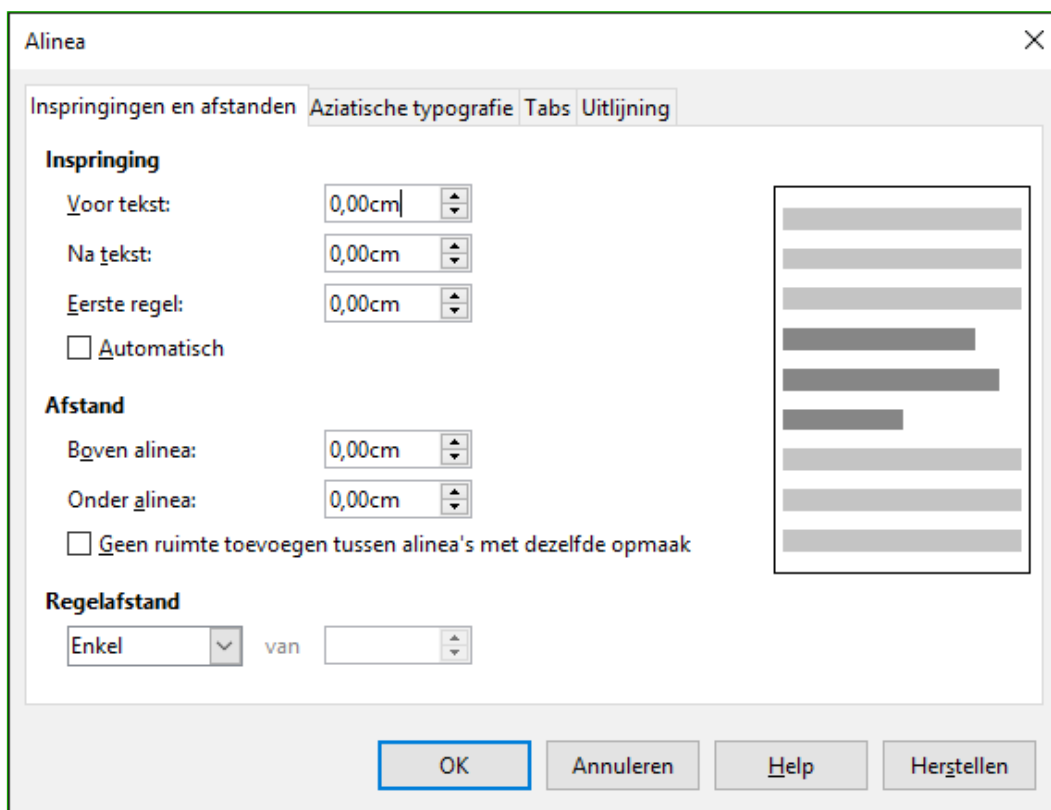 Alinea
Inspringingen en afstanden Aziatische typografie Tabs Uitlijning
Inspringing
Voor tekst: 0,00cm
Na tekst: 0,00cm
Eerste regel: 0,00cm
Automatisch
Afstand
Boven alinea: 0,00cm
Onder alinea: 0,00cm
Geen ruimte toevoegen tussen alinea's met dezelfde opmaak
Regelafstand
Enkel van
OK Annuleren Help Herstellen